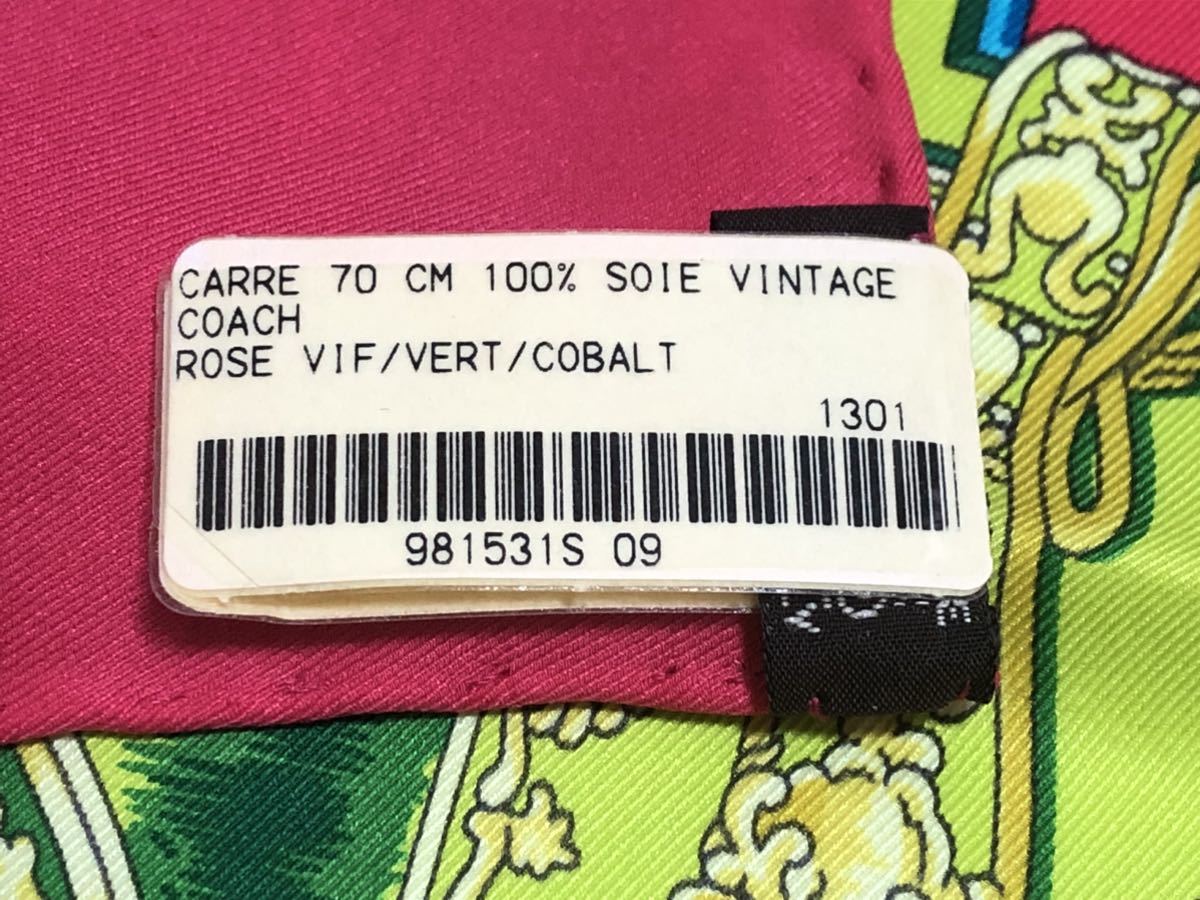 CARRE 70 CM 100% SOIE VINTAGE
COACH
ROSE VIF/VERT/COBALT
1301
981531S 09